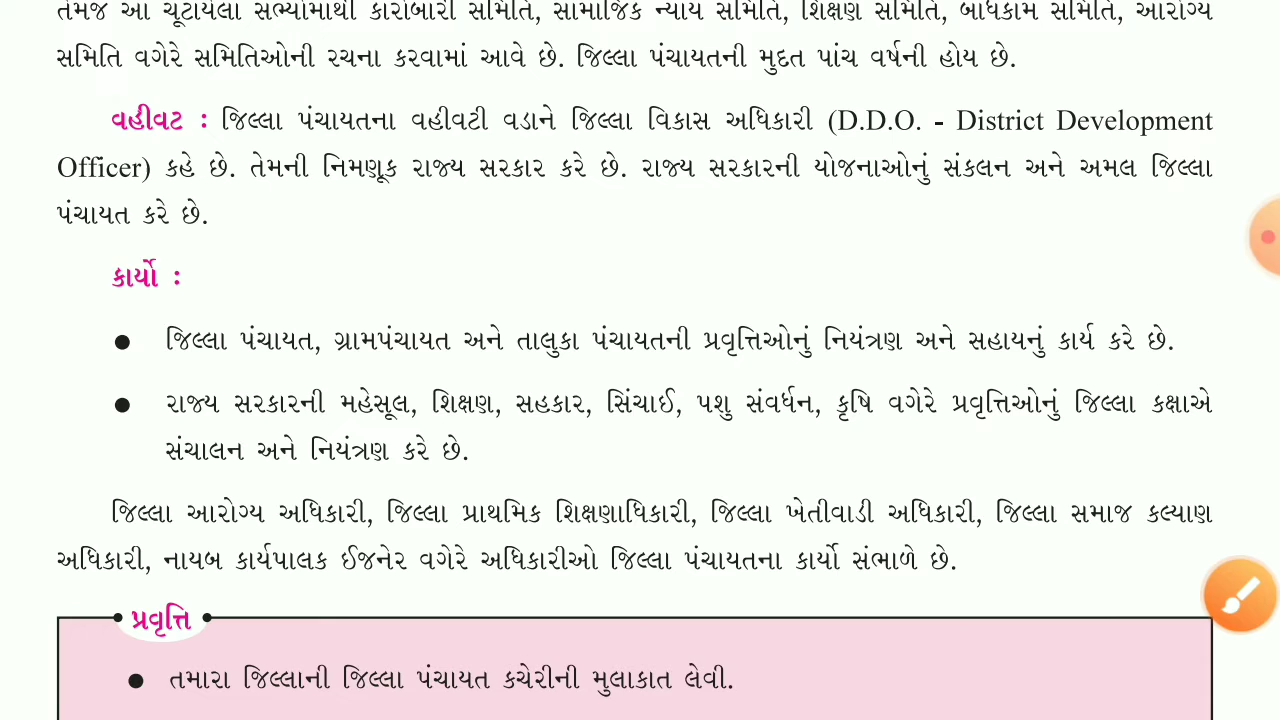 તેમજ આ ચૂંટાયેલા સભ્યોમાંથી કારોબારી સમિતિ, સામાજિક ન્યાય સમિતિ, શિક્ષણ સમિતિ, બાંધકામ સમિતિ, આરોગ્ય
સમિતિ વગેરે સમિતિઓની રચના કરવામાં આવે છે. જિલ્લા પંચાયતની મુદત પાંચ વર્ષની હોય છે.
વહીવટ : જિલ્લા પંચાયતના વહીવટી વડાને જિલ્લા વિકાસ અધિકારી (D.D.O. - District Development
Officer) કહે છે. તેમની નિમણૂક રાજ્ય સરકાર કરે છે. રાજ્ય સરકારની યોજનાઓનું સંકલન અને અમલ જિલ્લા
પંચાયત કરે છે.
કાર્યો :
● જિલ્લા પંચાયત, ગ્રામપંચાયત અને તાલુકા પંચાયતની પ્રવૃત્તિઓનું નિયંત્રણ અને સહાયનું કાર્ય કરે છે.
● રાજ્ય સરકારની મહેસૂલ, શિક્ષણ, સહકાર, સિંચાઈ, પશુ સંવર્ધન, કૃષિ વગેરે પ્રવૃત્તિઓનું જિલ્લા કક્ષાએ
સંચાલન અને નિયંત્રણ કરે છે.
જિલ્લા આરોગ્ય અધિકારી, જિલ્લા પ્રાથમિક શિક્ષણાધિકારી, જિલ્લા ખેતીવાડી અધિકારી, જિલ્લા સમાજ કલ્યાણ
અધિકારી, નાયબ કાર્યપાલક ઈજનેર વગેરે અધિકારીઓ જિલ્લા પંચાયતના કાર્યો સંભાળે છે.
પ્રવૃત્તિ
● તમારા જિલ્લાની જિલ્લા પંચાયત કચેરીની મુલાકાત લેવી.